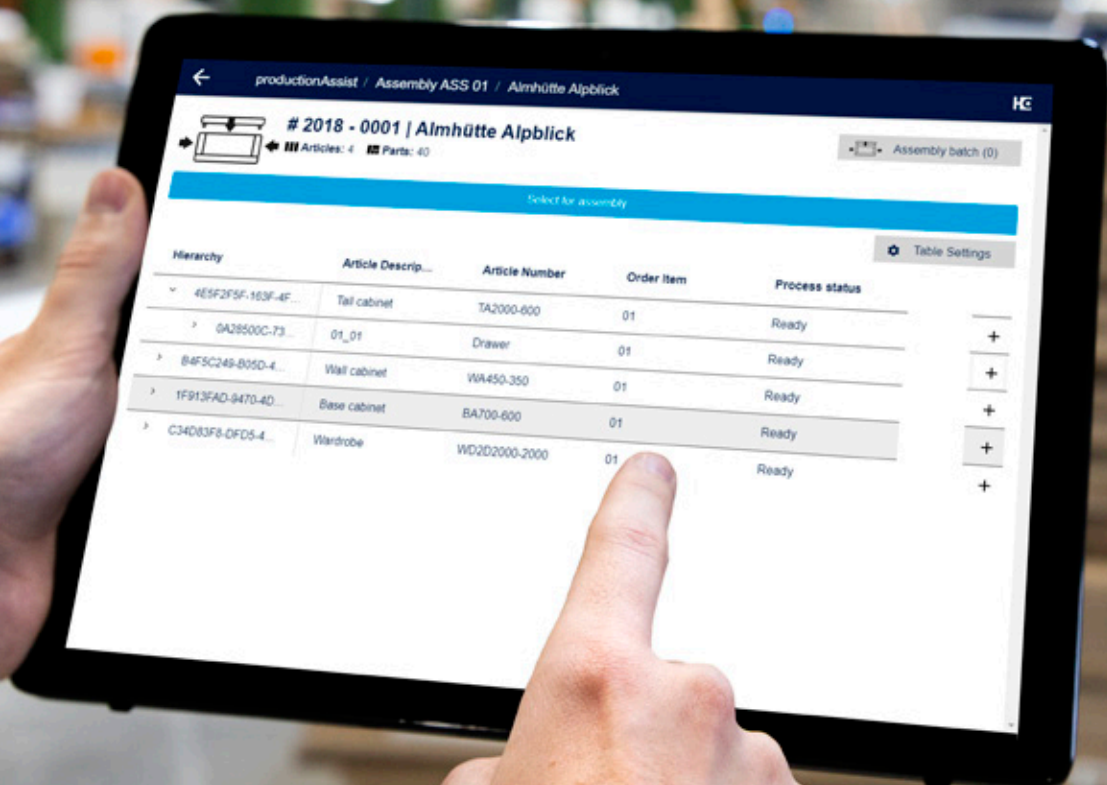 productionAssist / Assembly ASS 01 / Almhütte Alpblick
# 2018 - 0001 | Almhütte Alpblick
Articles: 4 Parts: 40
Assembly batch (0)
Select for assembly
Table Settings
Hierarchy Article Descrip... Article Number Order Item Process status
4E5F2F5F-163F-4F... Tall cabinet TA2000-600 01 Ready +
0A28500C-73... 01_01 Drawer 01 Ready +
B4F5C249-B05D-4... Wall cabinet WA450-350 01 Ready +
1F913FAD-9470-4D... Base cabinet BA700-600 01 Ready +
C34D83F8-DFD5-4... Wardrobe WD2D2000-2000 01 Ready +